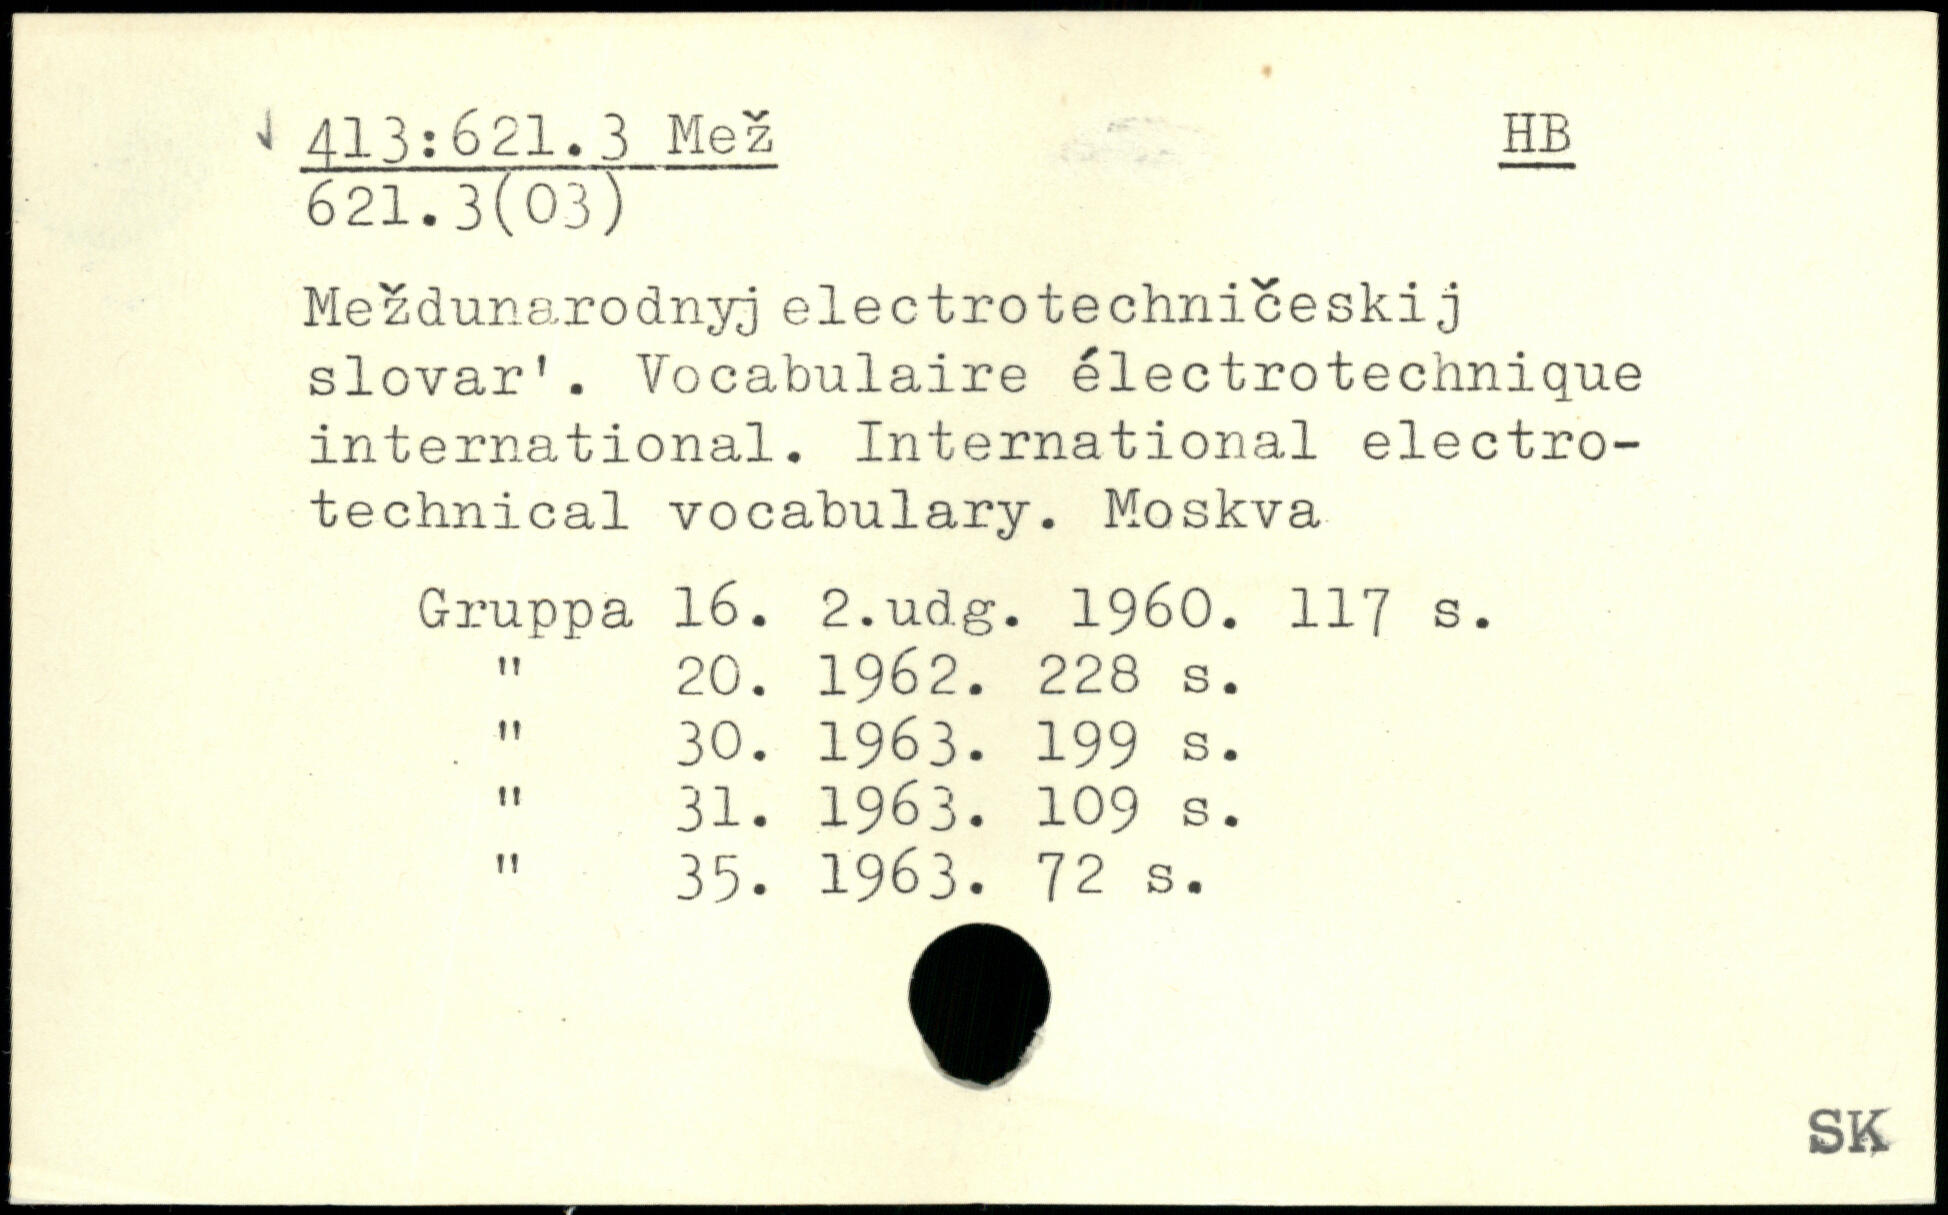 413:621.3 Mež HB
621.3(03)
Meždunarodnyj electrotechničeskij
slovar'. Vocabulaire électrotechnique
international. International electro-
technical vocabulary. Moskva
Gruppa 16. 2.udg. 1960. 117 s.
" 20. 1962. 228 s.
" 30. 1963. 199 s.
" 31. 1963. 109 s.
" 35. 1963. 72 s.
SK